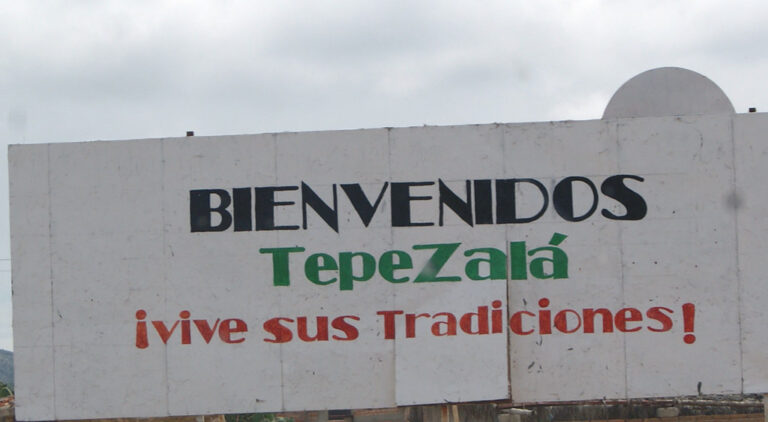 BIENVENIDOS
TepeZalá
¡vive sus Tradiciones!